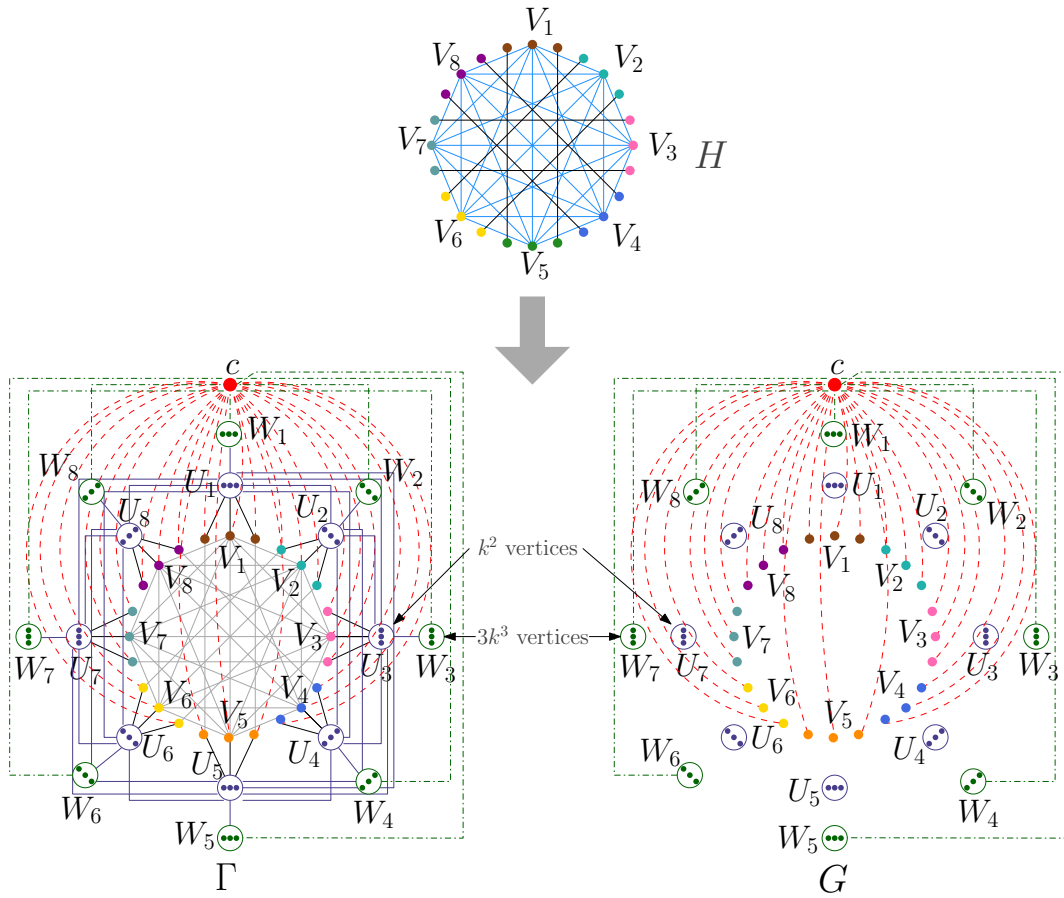 V₁
V₈ V₂
V₇ V₃ H
V₆ V₄
V₅
c c
W₁ W₁
W₈ U₁ W₂ W₈ U₁ W₂
U₈ U₂ U₈ U₂
V₁ V₁
V₈ V₂ k² vertices V₈ V₂
W₇ U₇ V₇ V₃ U₃ W₃ 3k³ vertices W₇ U₇ V₇ V₃ U₃ W₃
V₆ V₄ V₆ V₄
V₅ V₅
U₆ U₅ U₄ U₆ U₄
W₆ W₄ W₆ U₅ W₄
W₅ W₅
Γ G